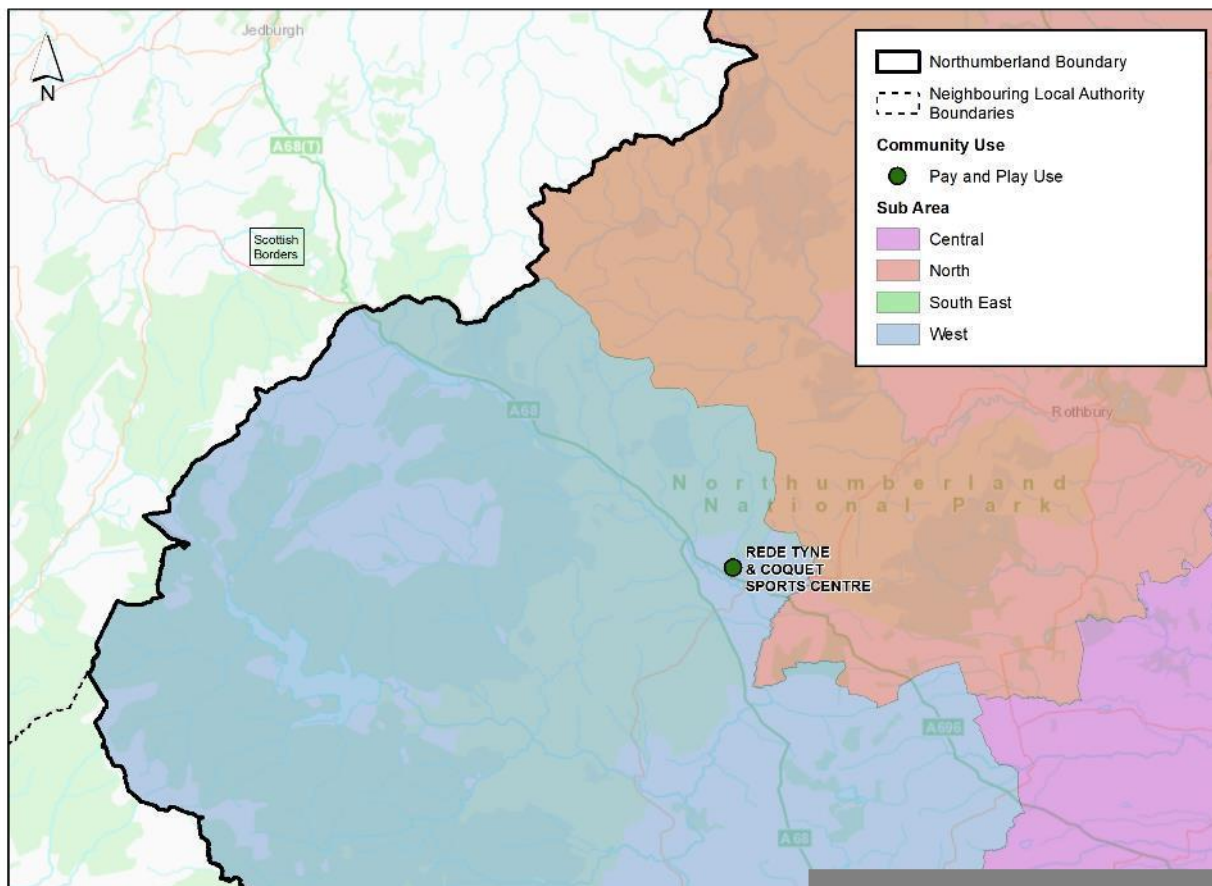 Jedburgh
N
A68(T)
Scottish
Borders
Northumberland Boundary
Neighbouring Local Authority
Boundaries
Community Use
Pay and Play Use
Sub Area
Central
North
South East
West
A68
Rothbury
Northumberland
National Park
REDE TYNE
& COQUET
SPORTS CENTRE
A696
A68